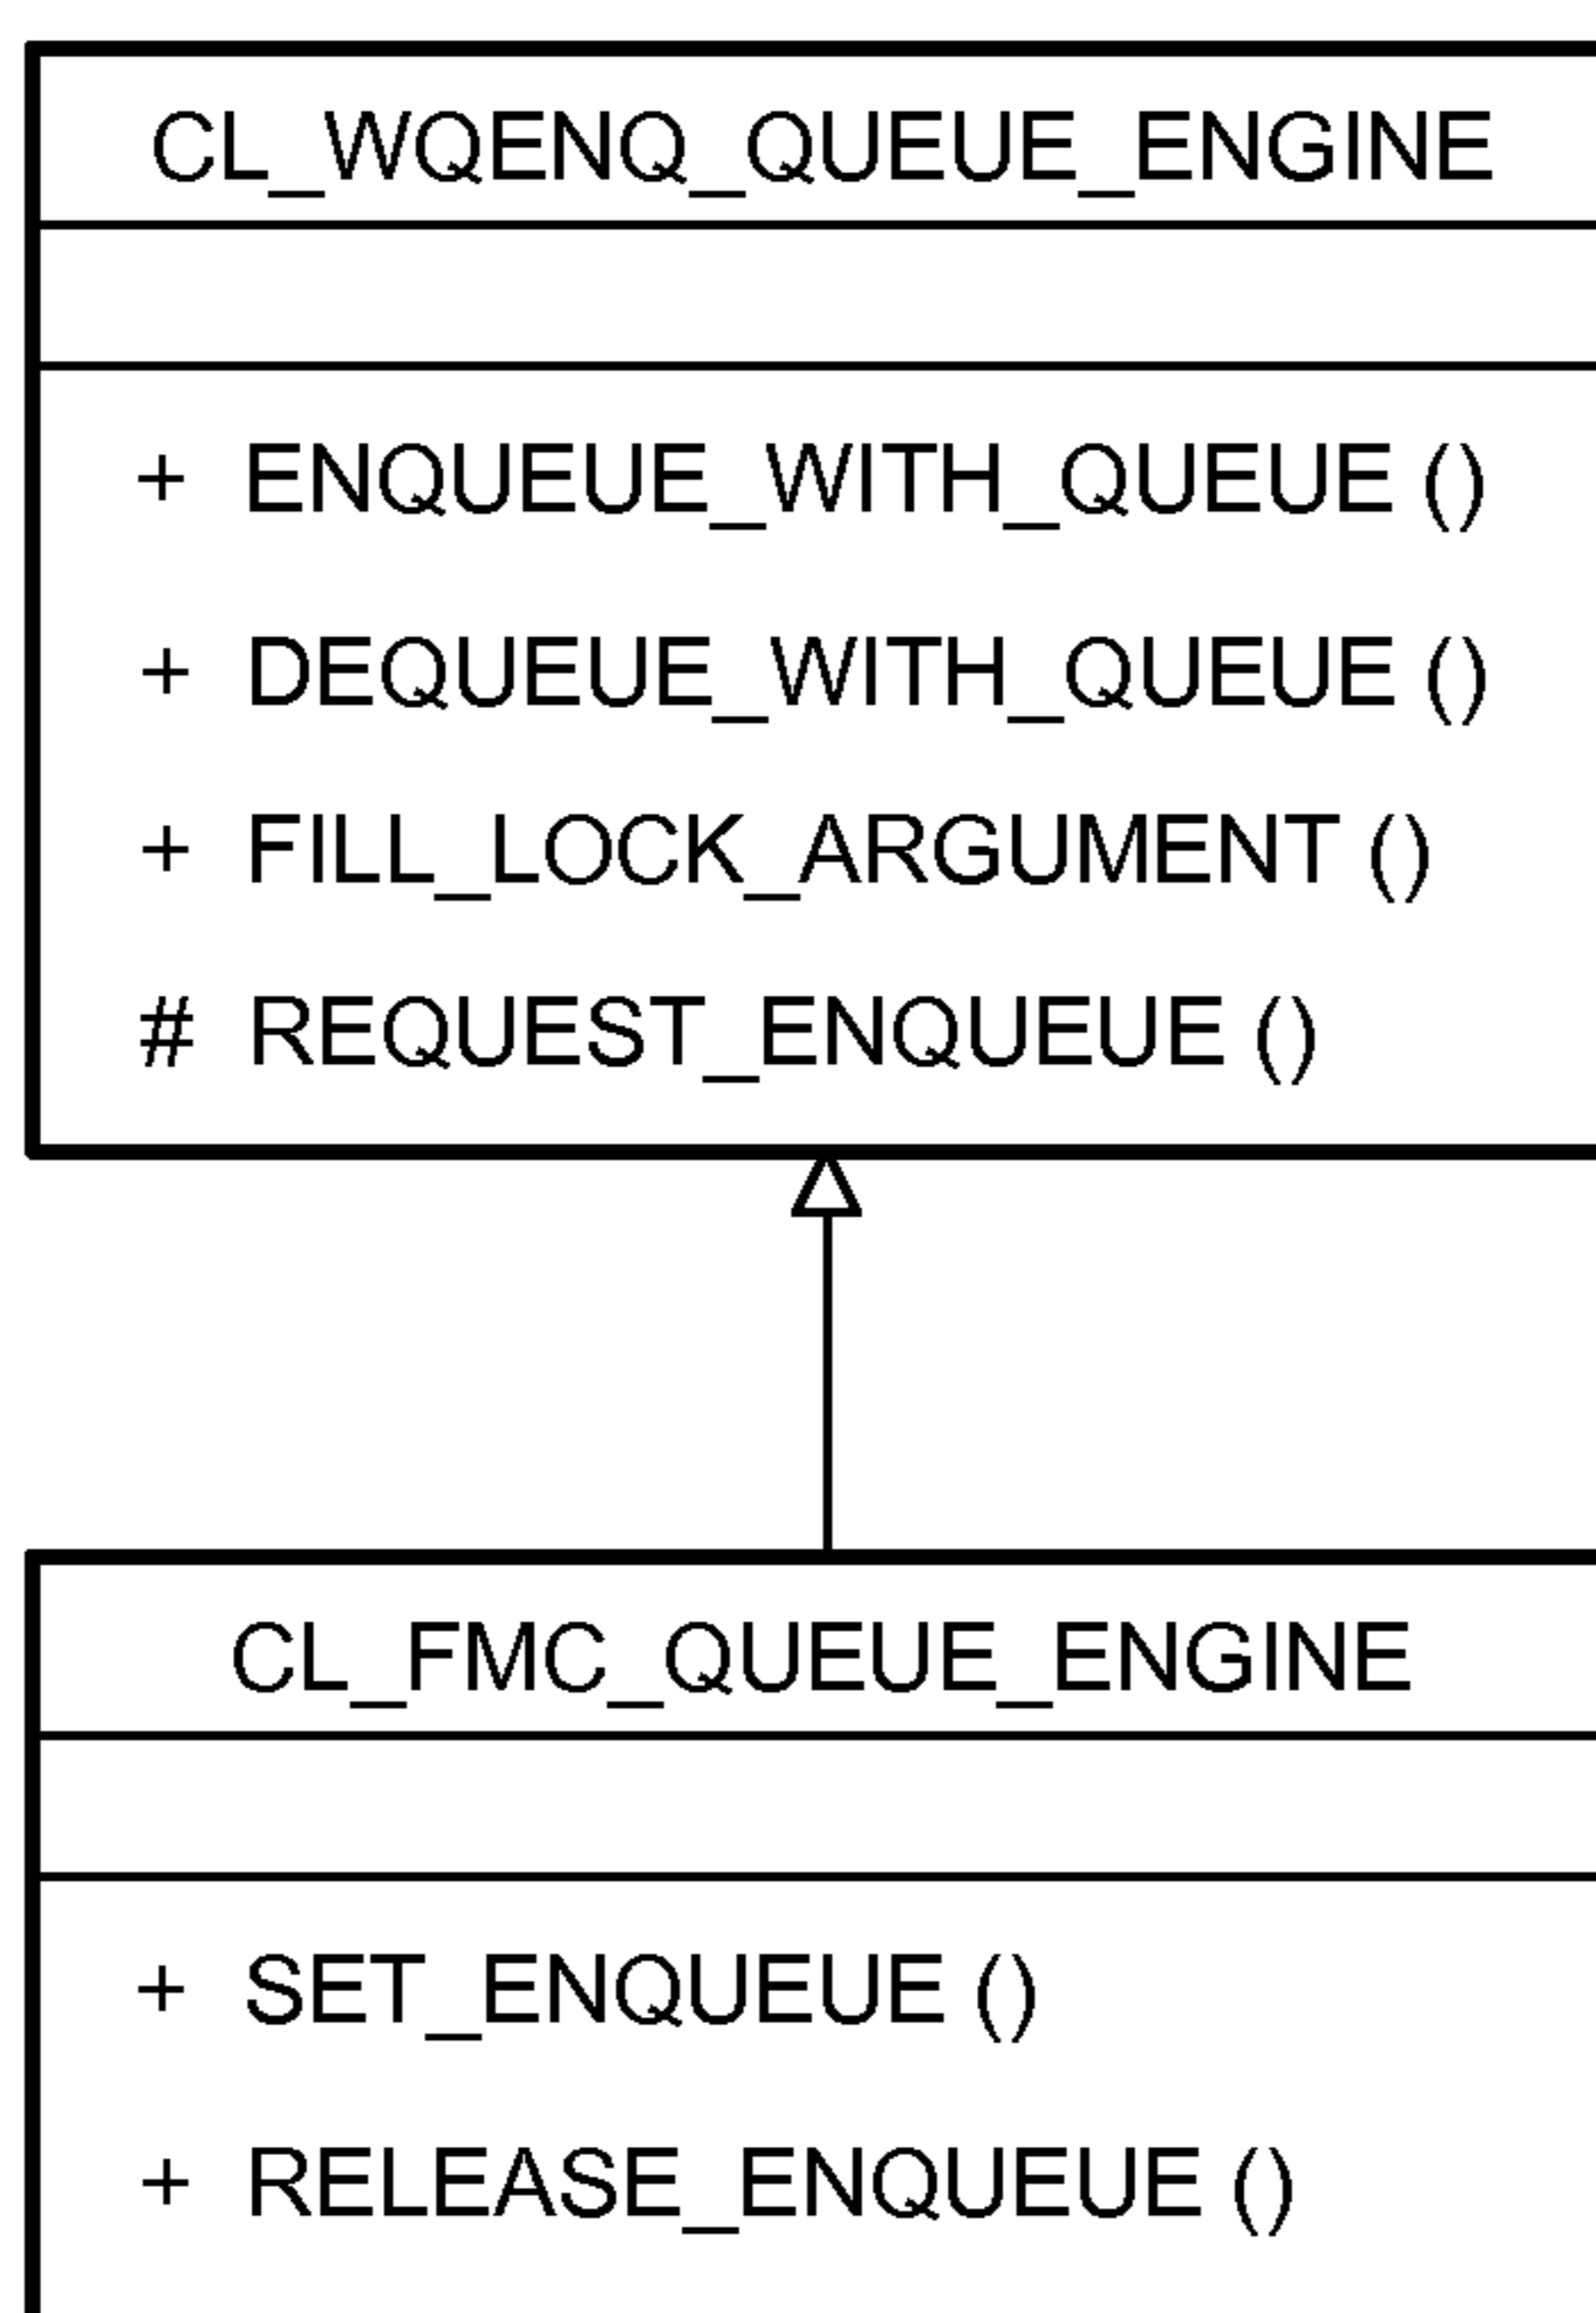 CL_WQENQ_QUEUE_ENGINE
+ ENQUEUE_WITH_QUEUE ()
+ DEQUEUE_WITH_QUEUE ()
+ FILL_LOCK_ARGUMENT ()
# REQUEST_ENQUEUE ()
CL_FMC_QUEUE_ENGINE
+ SET_ENQUEUE ()
+ RELEASE_ENQUEUE ()